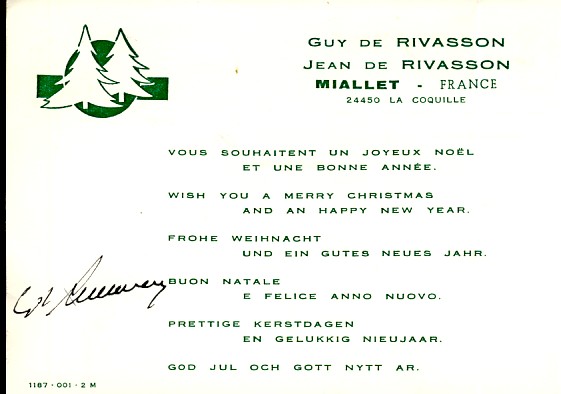 GUY DE RIVASSON
JEAN DE RIVASSON
MIALLET - FRANCE
24450 LA COQUILLE
VOUS SOUHAITENT UN JOYEUX NOËL
ET UNE BONNE ANNÉE.
WISH YOU A MERRY CHRISTMAS
AND AN HAPPY NEW YEAR.
FROHE WEIHNACHT
UND EIN GUTES NEUES JAHR.
BUON NATALE
E FELICE ANNO NUOVO.
PRETTIGE KERSTDAGEN
EN GELUKKIG NIEUJAAR.
GOD JUL OCH GOTT NYTT AR.
1187 · 001 · 2 M